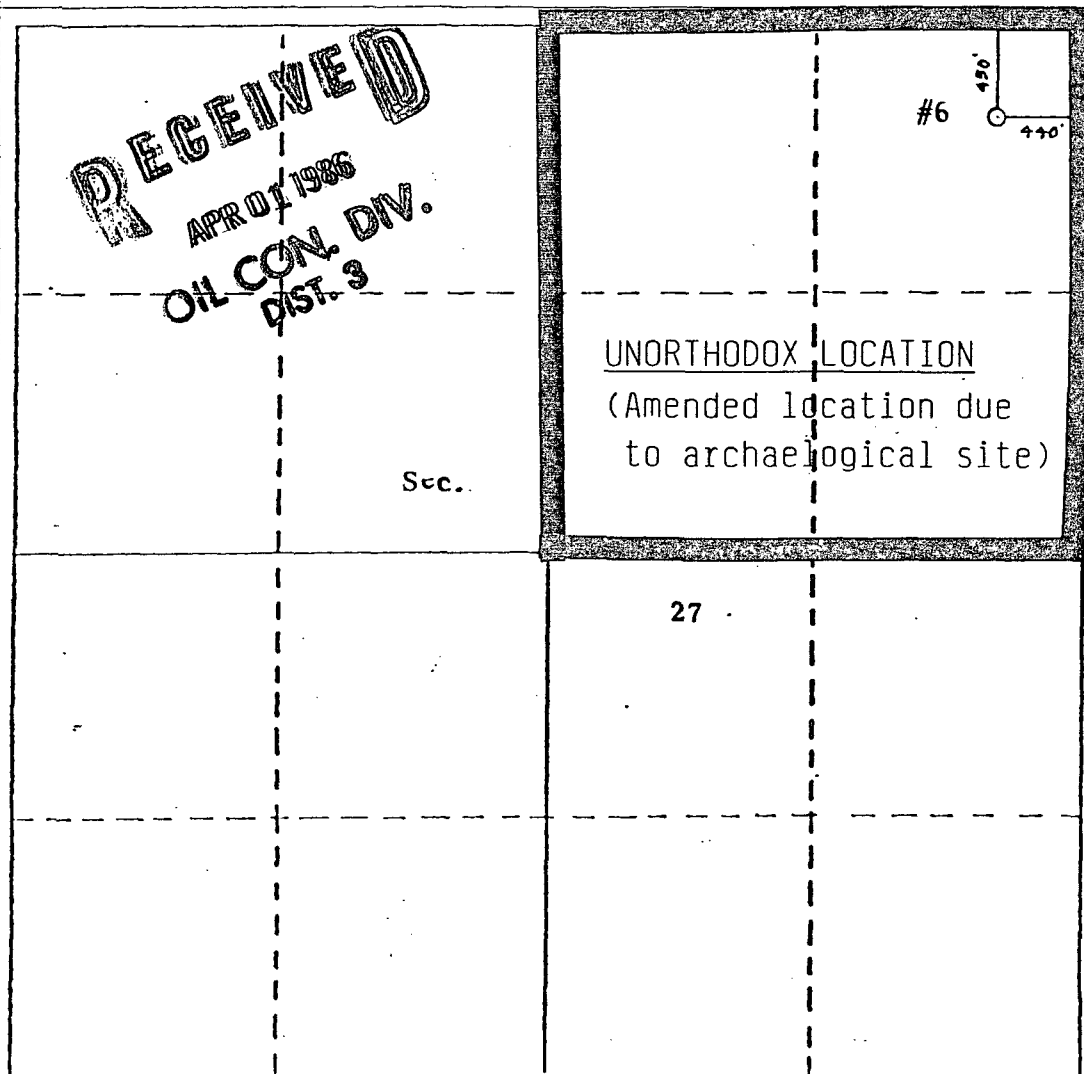 RECEIVED
APR 01 1986
OIL CON. DIV.
DIST. 3
#6
440'
UNORTHODOX LOCATION
(Amended location due
to archaelogical site)
Sec.
27